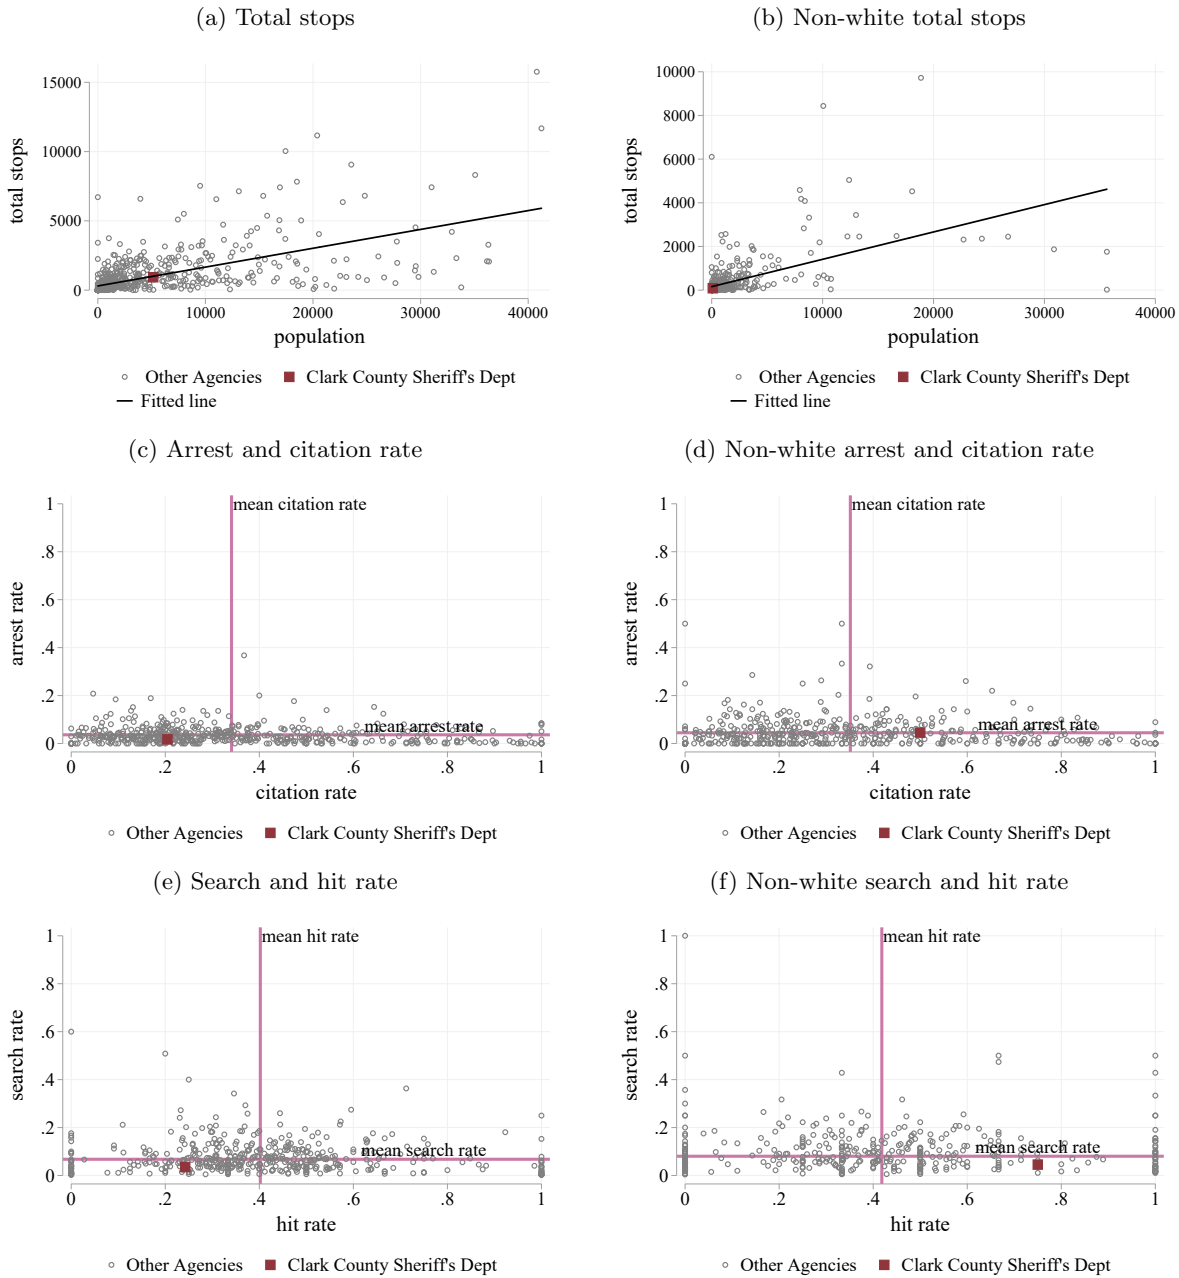 (a) Total stops
15000
10000
5000
0
total stops
0 10000 20000 30000 40000
population
Other Agencies Clark County Sheriff's Dept
Fitted line
(b) Non-white total stops
10000
8000
6000
4000
2000
0
total stops
0 10000 20000 30000 40000
population
Other Agencies Clark County Sheriff's Dept
Fitted line
(c) Arrest and citation rate
1
.8
.6
.4
.2
0
arrest rate
mean citation rate
mean arrest rate
0 .2 .4 .6 .8 1
citation rate
Other Agencies Clark County Sheriff's Dept
(d) Non-white arrest and citation rate
1
.8
.6
.4
.2
0
arrest rate
mean citation rate
mean arrest rate
0 .2 .4 .6 .8 1
citation rate
Other Agencies Clark County Sheriff's Dept
(e) Search and hit rate
1
.8
.6
.4
.2
0
search rate
mean hit rate
mean search rate
0 .2 .4 .6 .8 1
hit rate
Other Agencies Clark County Sheriff's Dept
(f) Non-white search and hit rate
1
.8
.6
.4
.2
0
search rate
mean hit rate
mean search rate
0 .2 .4 .6 .8 1
hit rate
Other Agencies Clark County Sheriff's Dept